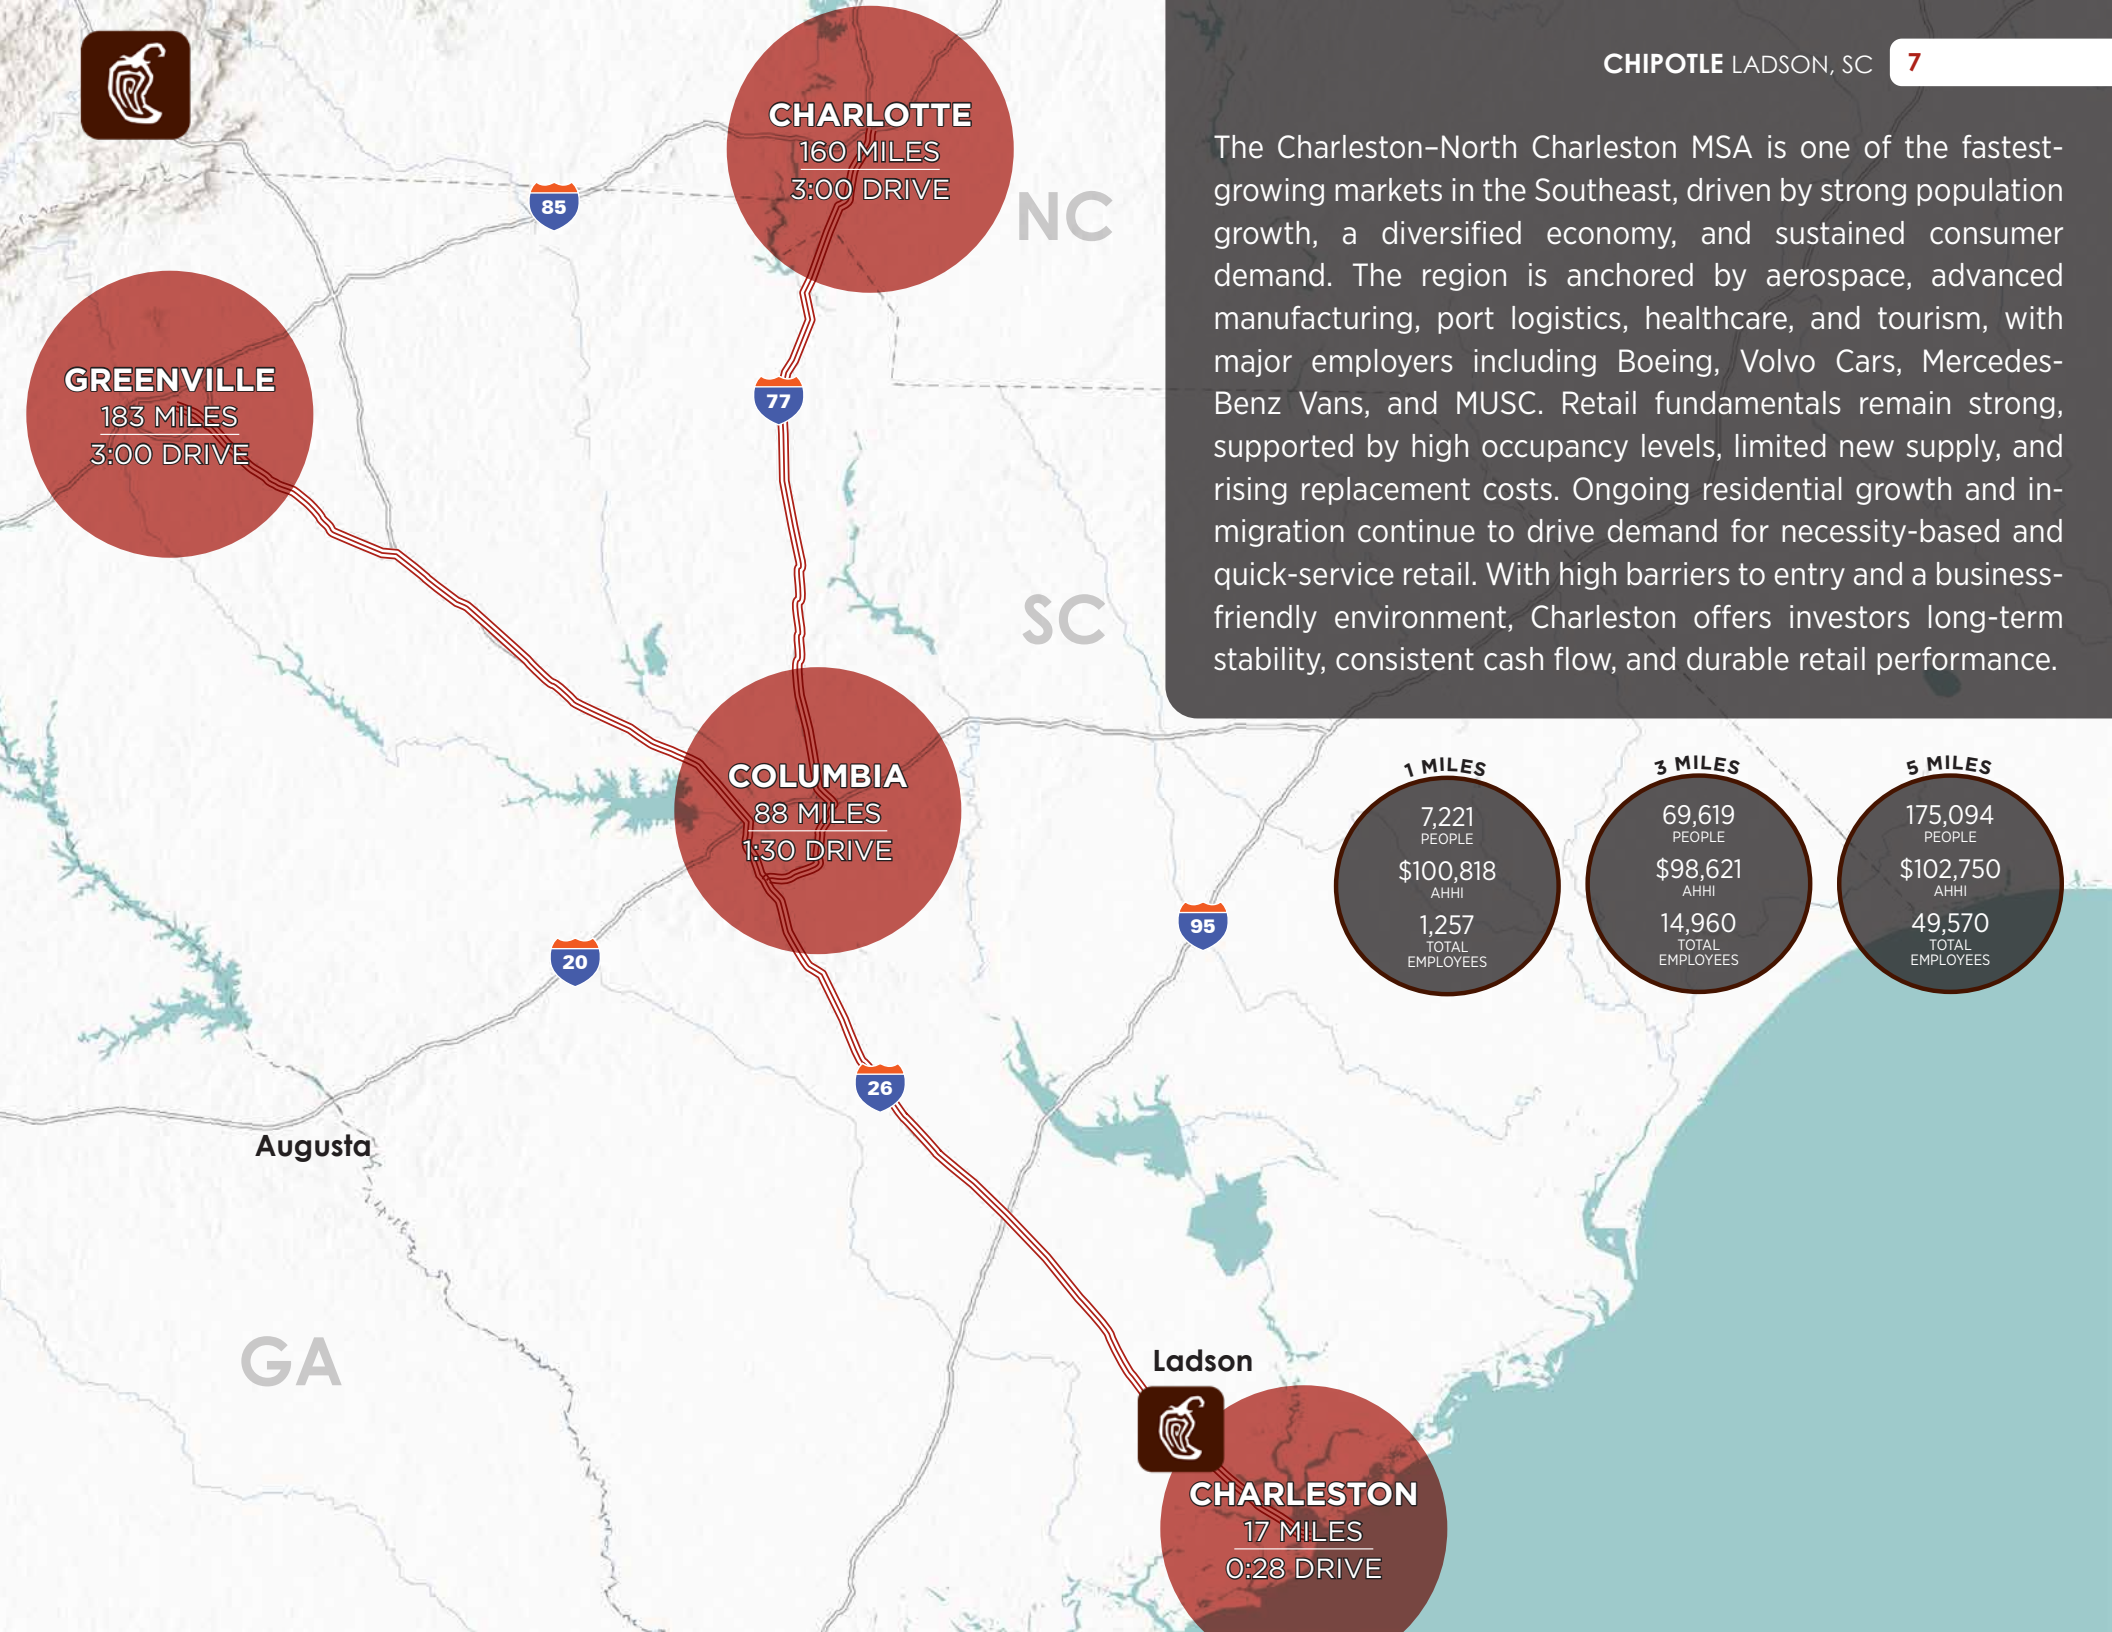 CHIPOTLE LADSON, SC 7
The Charleston–North Charleston MSA is one of the fastest-
growing markets in the Southeast, driven by strong population
growth, a diversified economy, and sustained consumer
demand. The region is anchored by aerospace, advanced
manufacturing, port logistics, healthcare, and tourism, with
major employers including Boeing, Volvo Cars, Mercedes-
Benz Vans, and MUSC. Retail fundamentals remain strong,
supported by high occupancy levels, limited new supply, and
rising replacement costs. Ongoing residential growth and in-
migration continue to drive demand for necessity-based and
quick-service retail. With high barriers to entry and a business-
friendly environment, Charleston offers investors long-term
stability, consistent cash flow, and durable retail performance.
CHARLOTTE
160 MILES
3:00 DRIVE
NC
85
GREENVILLE
183 MILES
3:00 DRIVE
77
SC
COLUMBIA
88 MILES
1:30 DRIVE
1 MILES
7,221
PEOPLE
$100,818
AHHI
1,257
TOTAL
EMPLOYEES
3 MILES
69,619
PEOPLE
$98,621
AHHI
14,960
TOTAL
EMPLOYEES
5 MILES
175,094
PEOPLE
$102,750
AHHI
49,570
TOTAL
EMPLOYEES
95
20
26
Augusta
GA
Ladson
CHARLESTON
17 MILES
0:28 DRIVE